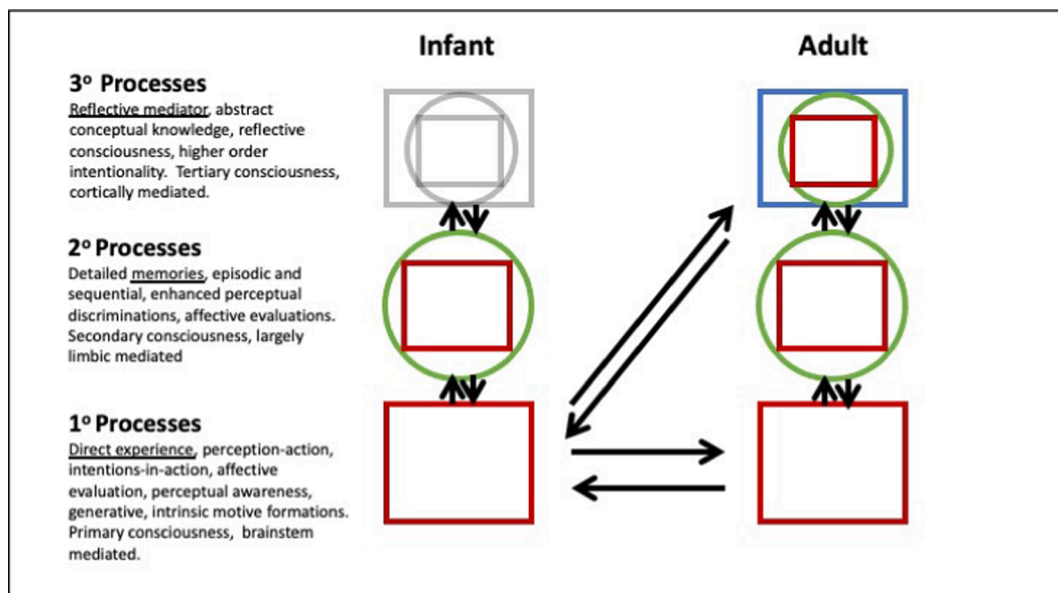 Infant
Adult
3º Processes
Reflective mediator, abstract
conceptual knowledge, reflective
consciousness, higher order
intentionality.  Tertiary consciousness,
cortically mediated.
2º Processes
Detailed memories, episodic and
sequential, enhanced perceptual
discriminations, affective evaluations.
Secondary consciousness, largely
limbic mediated
1º Processes
Direct experience, perception-action,
intentions-in-action, affective
evaluation, perceptual awareness,
generative, intrinsic motive formations.
Primary consciousness,  brainstem
mediated.